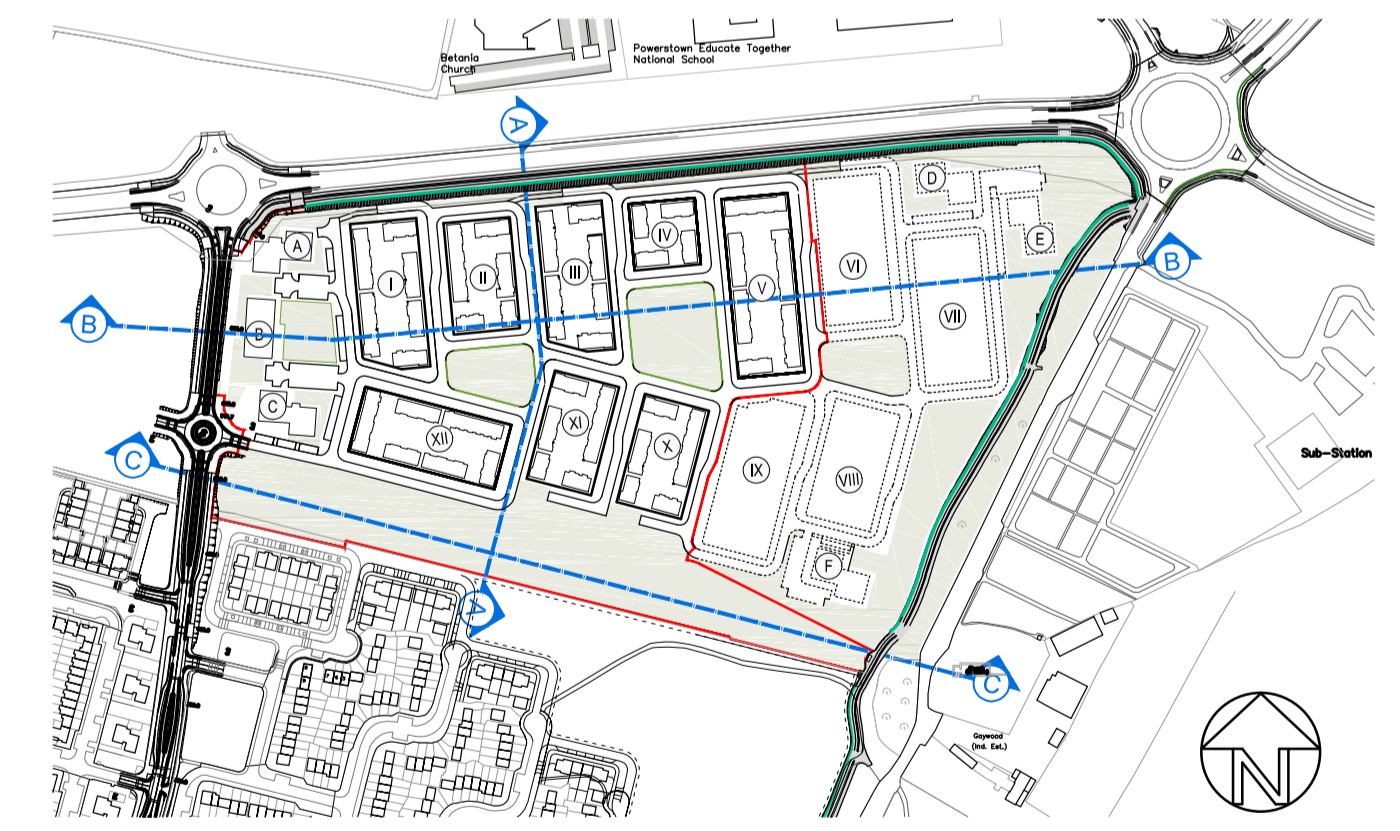 Betania
Church
Powerstown Educate Together
National School
A
D
E
A
I
II
III
IV
V
VI
VII
B
B
B
C
C
XII
XI
X
IX
VIII
F
A
C
Sub-Station
Gaywood
(Ind. Est.)
N